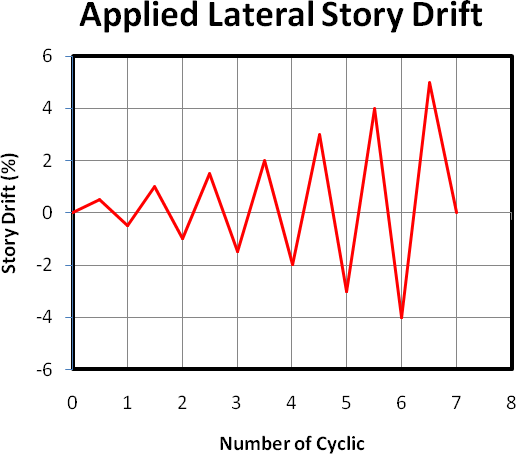 Applied Lateral Story Drift
6
4
2
0
-2
-4
-6
Story Drift (%)
0 1 2 3 4 5 6 7 8
Number of Cyclic